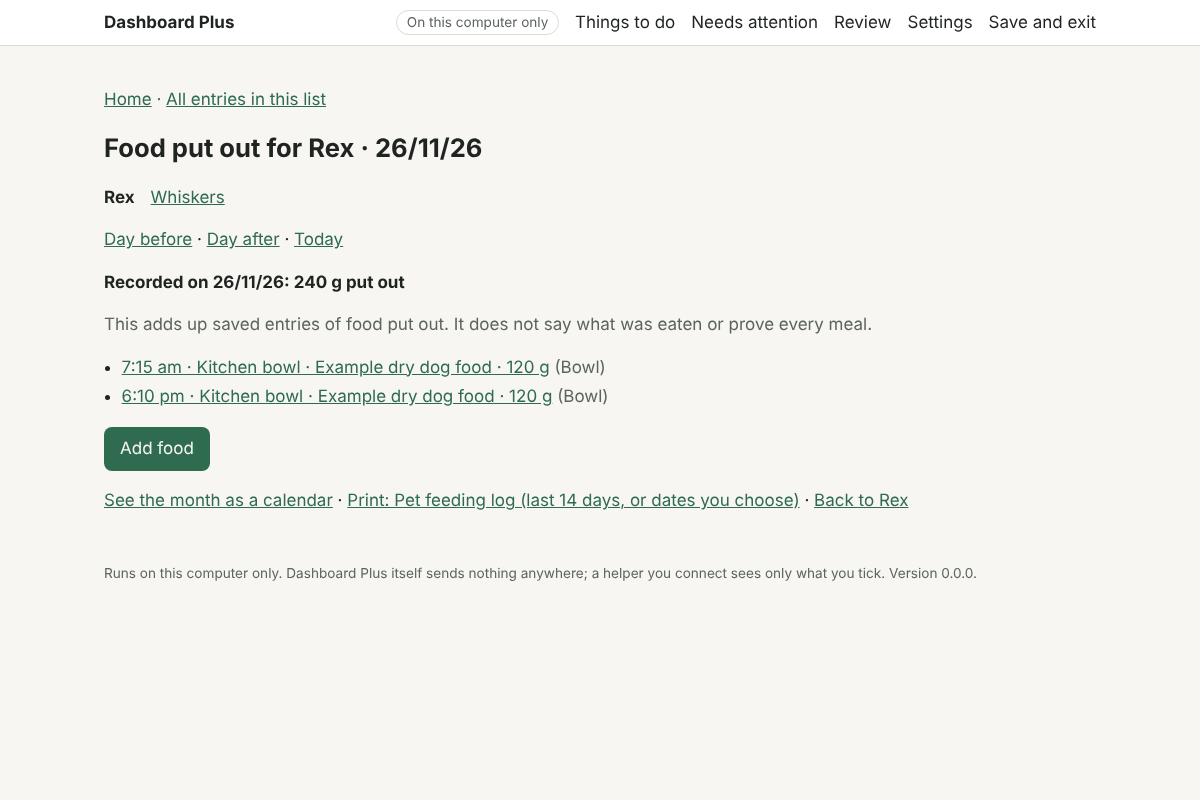 Dashboard Plus
On this computer only
Things to do
Needs attention
Review
Settings
Save and exit
Home · All entries in this list
Food put out for Rex · 26/11/26
Rex Whiskers
Day before · Day after · Today
Recorded on 26/11/26: 240 g put out
This adds up saved entries of food put out. It does not say what was eaten or prove every meal.
• 7:15 am · Kitchen bowl · Example dry dog food · 120 g (Bowl)
• 6:10 pm · Kitchen bowl · Example dry dog food · 120 g (Bowl)
Add food
See the month as a calendar · Print: Pet feeding log (last 14 days, or dates you choose) · Back to Rex
Runs on this computer only. Dashboard Plus itself sends nothing anywhere; a helper you connect sees only what you tick. Version 0.0.0.